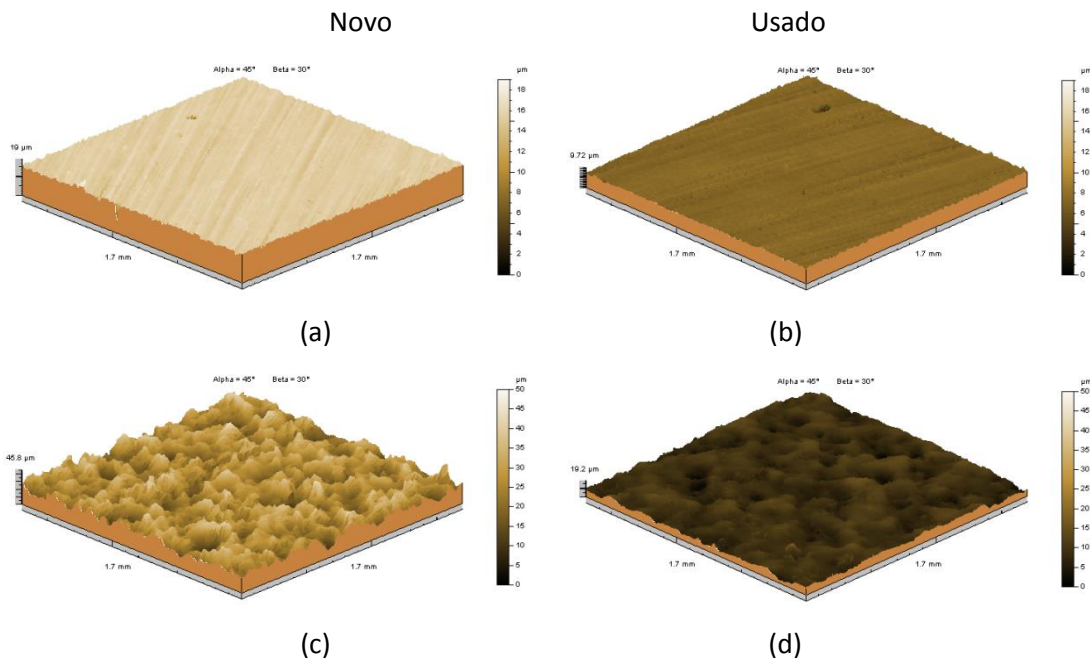 Novo
Usado
Alpha = 45° Beta = 30°
µm
18
16
14
12
10
8
6
4
2
0
19 µm
1.7 mm
1.7 mm
(a)
Alpha = 45° Beta = 30°
µm
18
16
14
12
10
8
6
4
2
0
9.72 µm
1.7 mm
1.7 mm
(b)
Alpha = 45° Beta = 30°
µm
50
45
40
35
30
25
20
15
10
5
0
45.8 µm
1.7 mm
1.7 mm
(c)
Alpha = 45° Beta = 30°
µm
50
45
40
35
30
25
20
15
10
5
0
19.2 µm
1.7 mm
1.7 mm
(d)